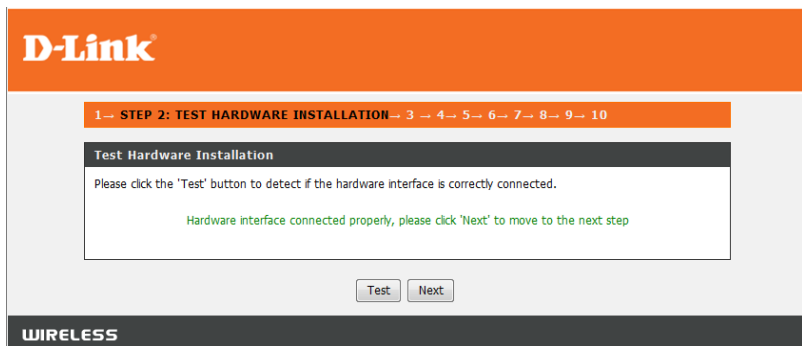 D-Link
1→ STEP 2: TEST HARDWARE INSTALLATION→ 3 → 4→ 5→ 6→ 7→ 8→ 9→ 10
Test Hardware Installation
Please click the 'Test' button to detect if the hardware interface is correctly connected.
Hardware interface connected properly, please click 'Next' to move to the next step
Test Next
WIRELESS